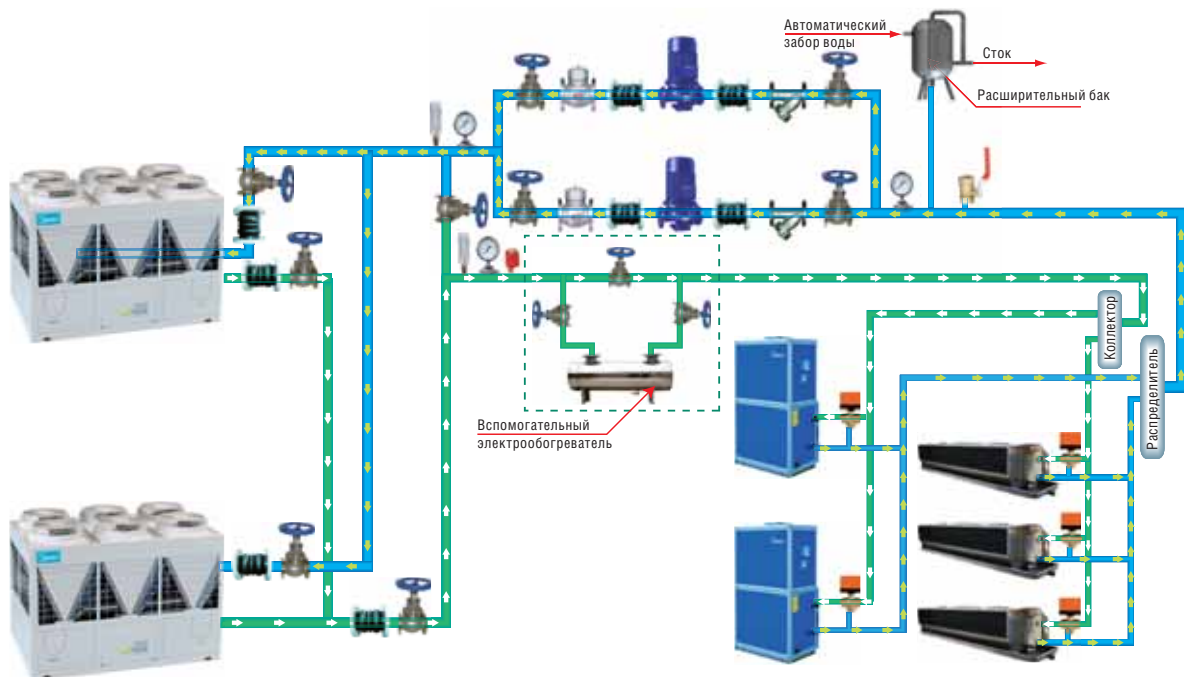 Автоматический
забор воды
Сток
Расширительный бак
Коллектор
Распределитель
Вспомогательный
электрообогреватель